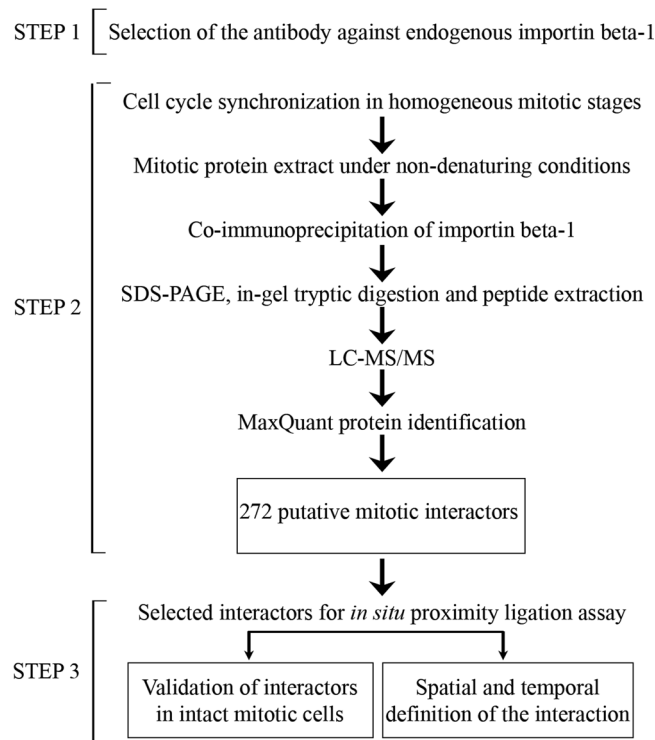 STEP 1
Selection of the antibody against endogenous importin beta-1
STEP 2
Cell cycle synchronization in homogeneous mitotic stages
Mitotic protein extract under non-denaturing conditions
Co-immunoprecipitation of importin beta-1
SDS-PAGE, in-gel tryptic digestion and peptide extraction
LC-MS/MS
MaxQuant protein identification
272 putative mitotic interactors
STEP 3
Selected interactors for in situ proximity ligation assay
Validation of interactors
in intact mitotic cells
Spatial and temporal
definition of the interaction